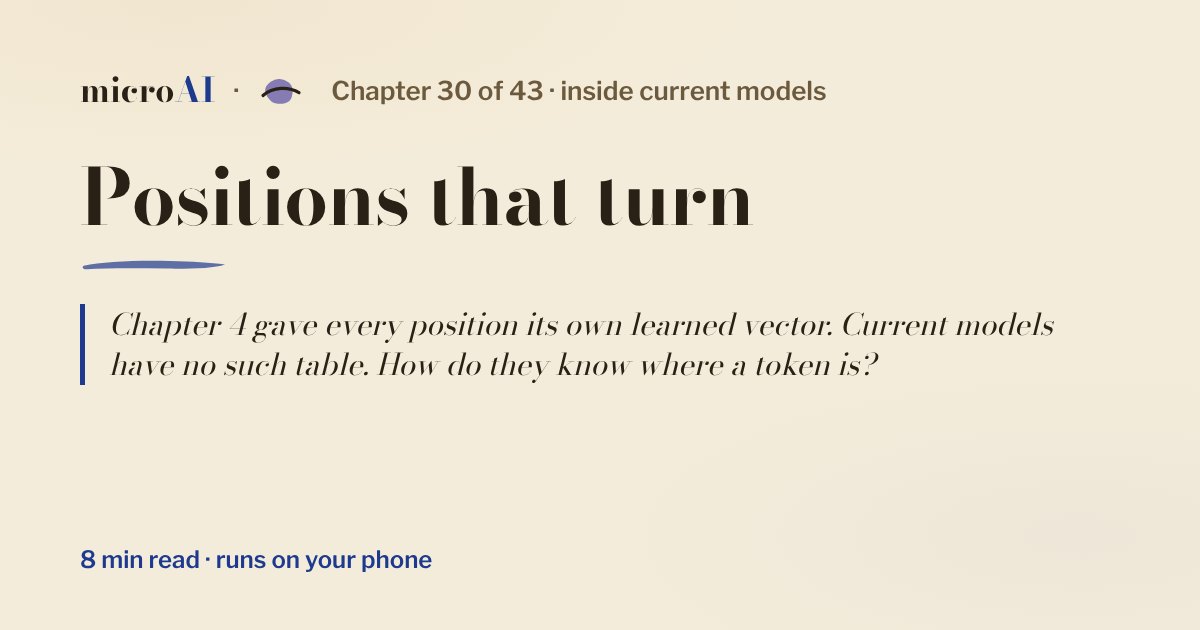 microAI · Chapter 30 of 43 · inside current models
Positions that turn
Chapter 4 gave every position its own learned vector. Current models
have no such table. How do they know where a token is?
8 min read · runs on your phone